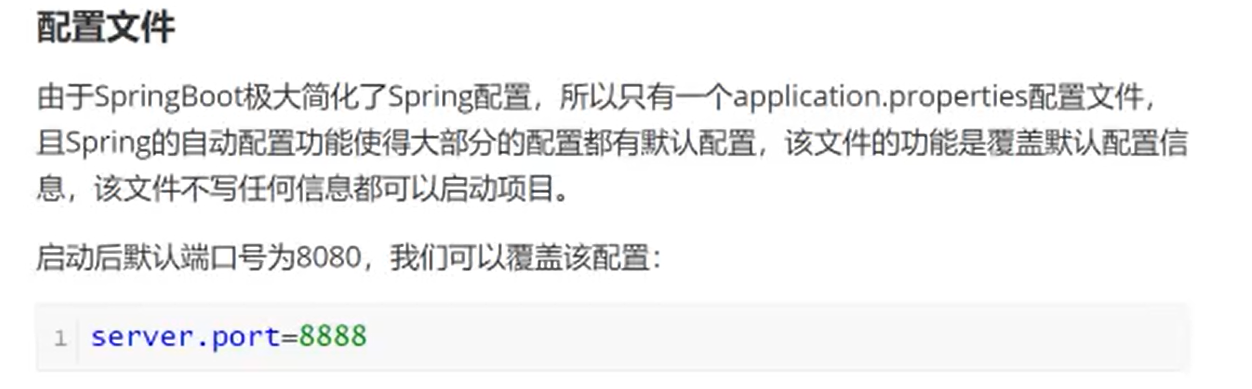 配置文件
由于SpringBoot极大简化了Spring配置，所以只有一个application.properties配置文件，
且Spring的自动配置功能使得大部分的配置都有默认配置，该文件的功能是覆盖默认配置信
息，该文件不写任何信息都可以启动项目。
启动后默认端口号为8080，我们可以覆盖该配置：
1 server.port=8888